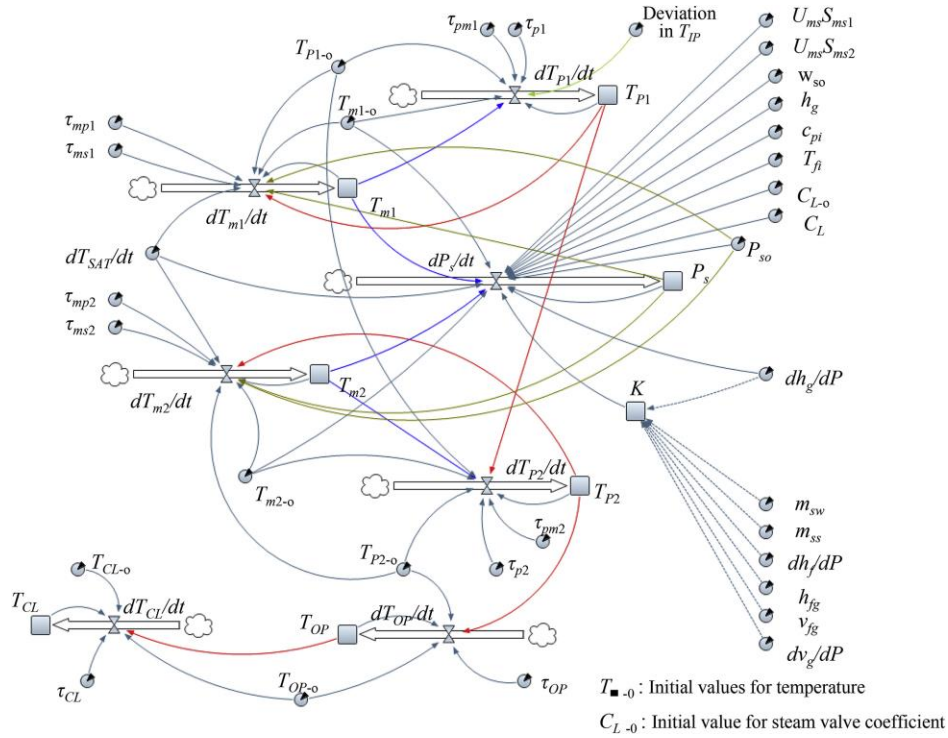 τpm1
τp1
Deviation
in TIP
UmsSms1
UmsSms2
wso
hg
cpi
Tfi
CL-o
CL
TP1-o
dTP1/dt
TP1
Tm1-o
τmp1
τms1
dTm1/dt
Tm1
dTSAT/dt
dPs/dt
Ps
Pso
τmp2
τms2
dTm2/dt
Tm2
K
dhg/dP
dTP2/dt
TP2
Tm2-o
τpm2
τp2
TP2-o
msw
mss
dhf/dP
hfg
vfg
dvg/dP
TCL-o
TCL
dTCL/dt
TOP
dTOP/dt
τCL
TOP-o
τOP
T■-0 : Initial values for temperature
CL-0 : Initial value for steam valve coefficient